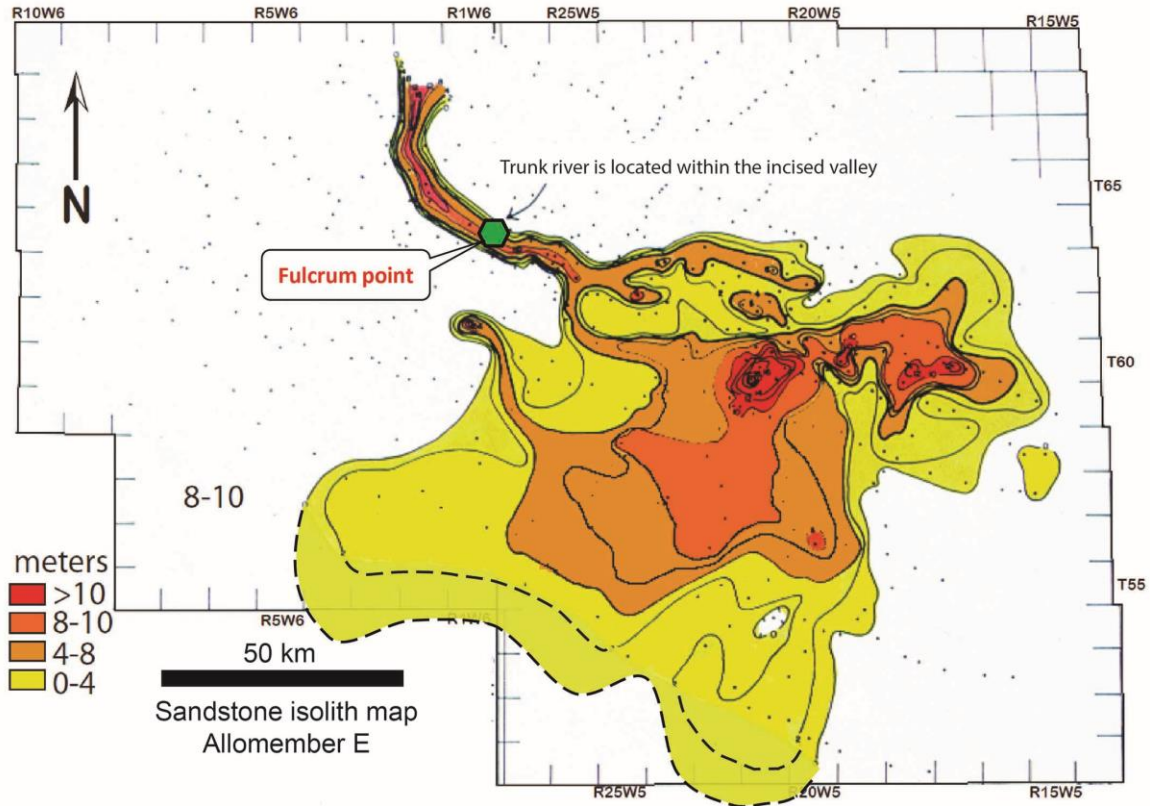 R10W6 R5W6 R1W6 R25W5 R20W5 R15W5
Trunk river is located within the incised valley
T65
N
Fulcrum point
T60
8-10
meters
>10
8-10
4-8
0-4
T55
R5W6 R1W6
50 km
Sandstone isolith map
Allomember E
R25W5 R20W5 R15W5